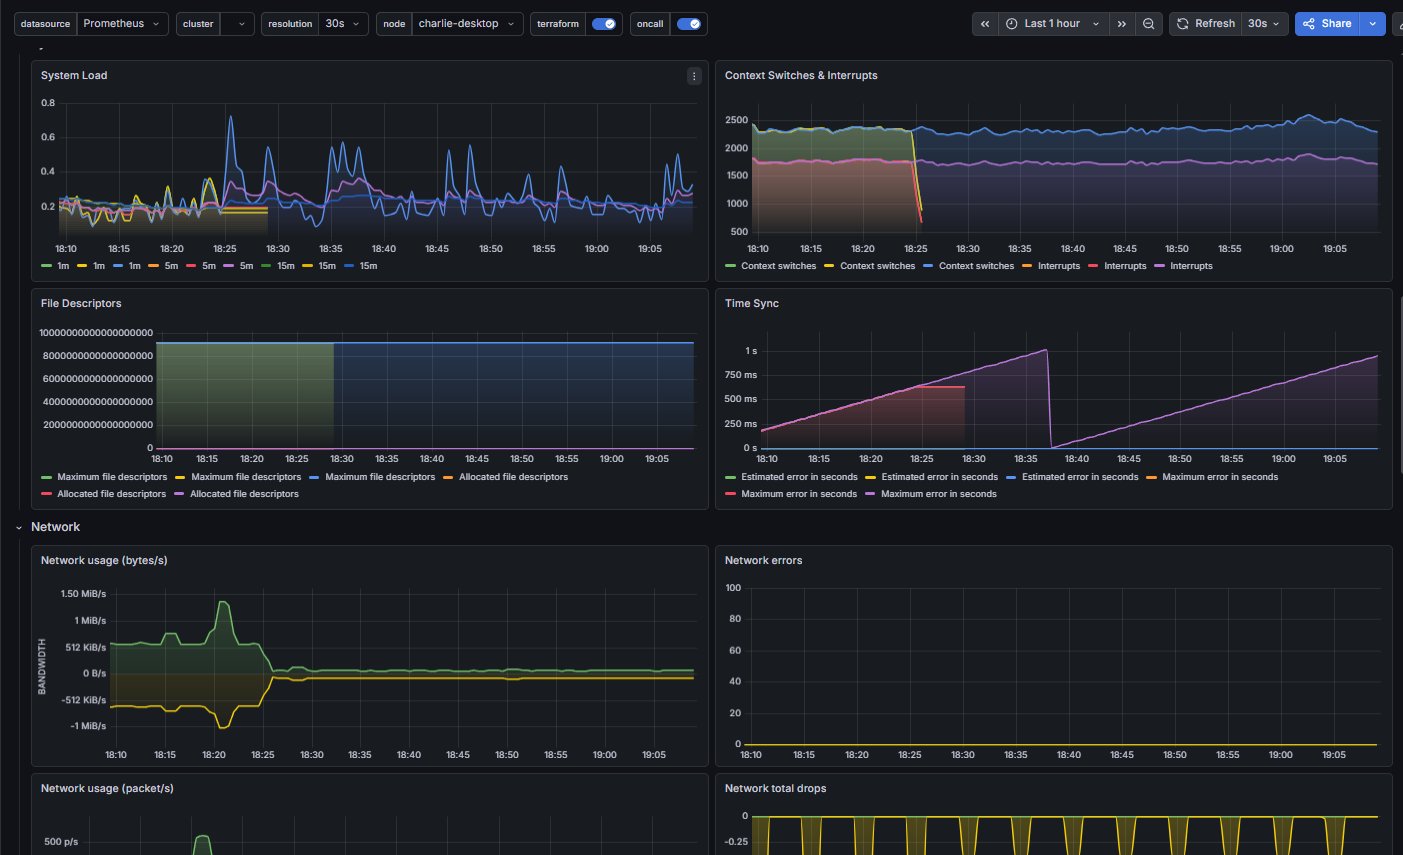 datasource Prometheus cluster resolution 30s node charlie-desktop terraform oncall Last 1 hour Refresh 30s Share
System Load
0.8
0.6
0.4
0.2
18:10 18:15 18:20 18:25 18:30 18:35 18:40 18:45 18:50 18:55 19:00 19:05
1m 1m 1m 5m 5m 5m 15m 15m 15m
Context Switches & Interrupts
2500
2000
1500
1000
500
18:10 18:15 18:20 18:25 18:30 18:35 18:40 18:45 18:50 18:55 19:00 19:05
Context switches Context switches Context switches Interrupts Interrupts Interrupts
File Descriptors
10000000000000000000
8000000000000000000
6000000000000000000
4000000000000000000
2000000000000000000
0
18:10 18:15 18:20 18:25 18:30 18:35 18:40 18:45 18:50 18:55 19:00 19:05
Maximum file descriptors Maximum file descriptors Maximum file descriptors Allocated file descriptors
Allocated file descriptors Allocated file descriptors
Time Sync
1 s
750 ms
500 ms
250 ms
0 s
18:10 18:15 18:20 18:25 18:30 18:35 18:40 18:45 18:50 18:55 19:00 19:05
Estimated error in seconds Estimated error in seconds Estimated error in seconds Maximum error in seconds
Maximum error in seconds Maximum error in seconds
Network
Network usage (bytes/s)
BANDWIDTH
1.50 MiB/s
1 MiB/s
512 KiB/s
0 B/s
-512 KiB/s
-1 MiB/s
18:10 18:15 18:20 18:25 18:30 18:35 18:40 18:45 18:50 18:55 19:00 19:05
Network errors
100
80
60
40
20
0
18:10 18:15 18:20 18:25 18:30 18:35 18:40 18:45 18:50 18:55 19:00 19:05
Network usage (packet/s)
500 p/s
Network total drops
0
-0.25